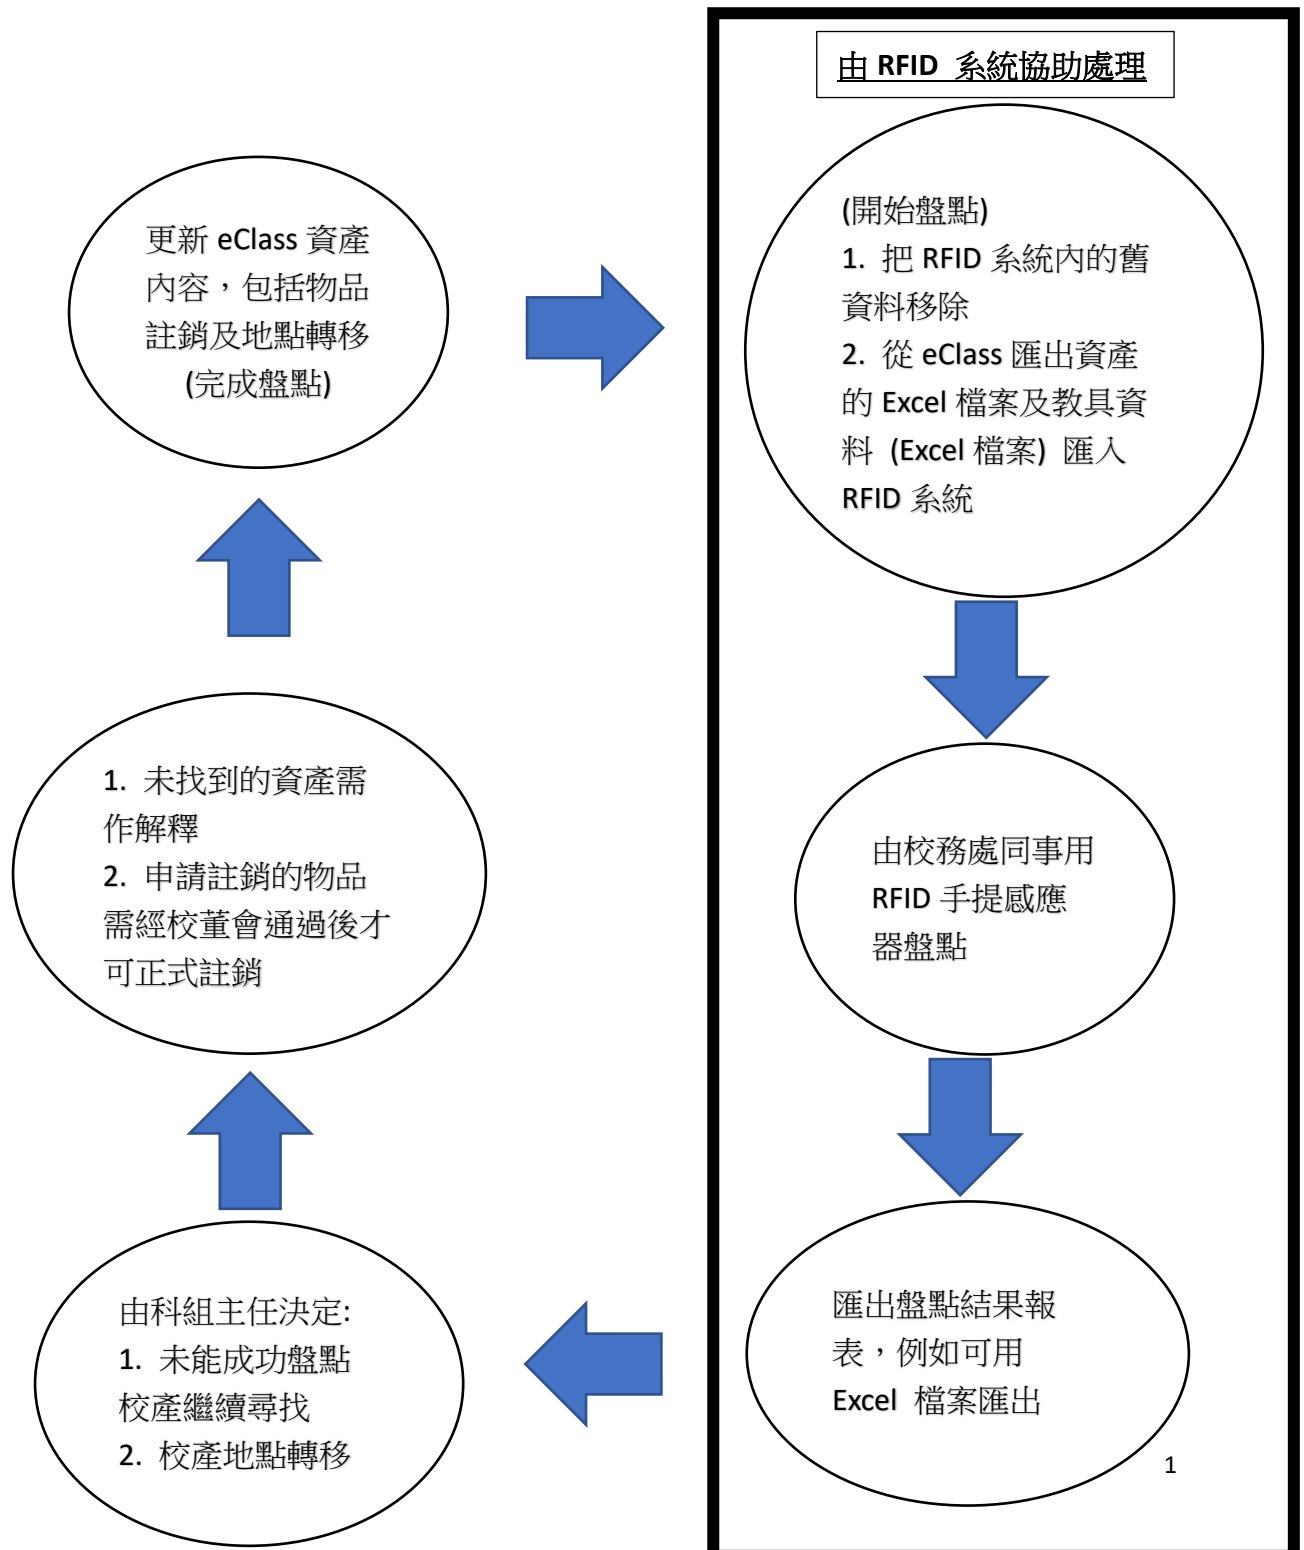 由 RFID 系統協助處理
(開始盤點)
1. 把 RFID 系統內的舊
資料移除
2. 從 eClass 匯出資產
的 Excel 檔案及教具資
料 (Excel 檔案) 匯入
RFID 系統
由校務處同事用
RFID 手提感應
器盤點
匯出盤點結果報
表，例如可用
Excel 檔案匯出
1
由科組主任決定:
1. 未能成功盤點
校產繼續尋找
2. 校產地點轉移
1. 未找到的資產需
作解釋
2. 申請註銷的物品
需經校董會通過後才
可正式註銷
更新 eClass 資產
內容，包括物品
註銷及地點轉移
(完成盤點)